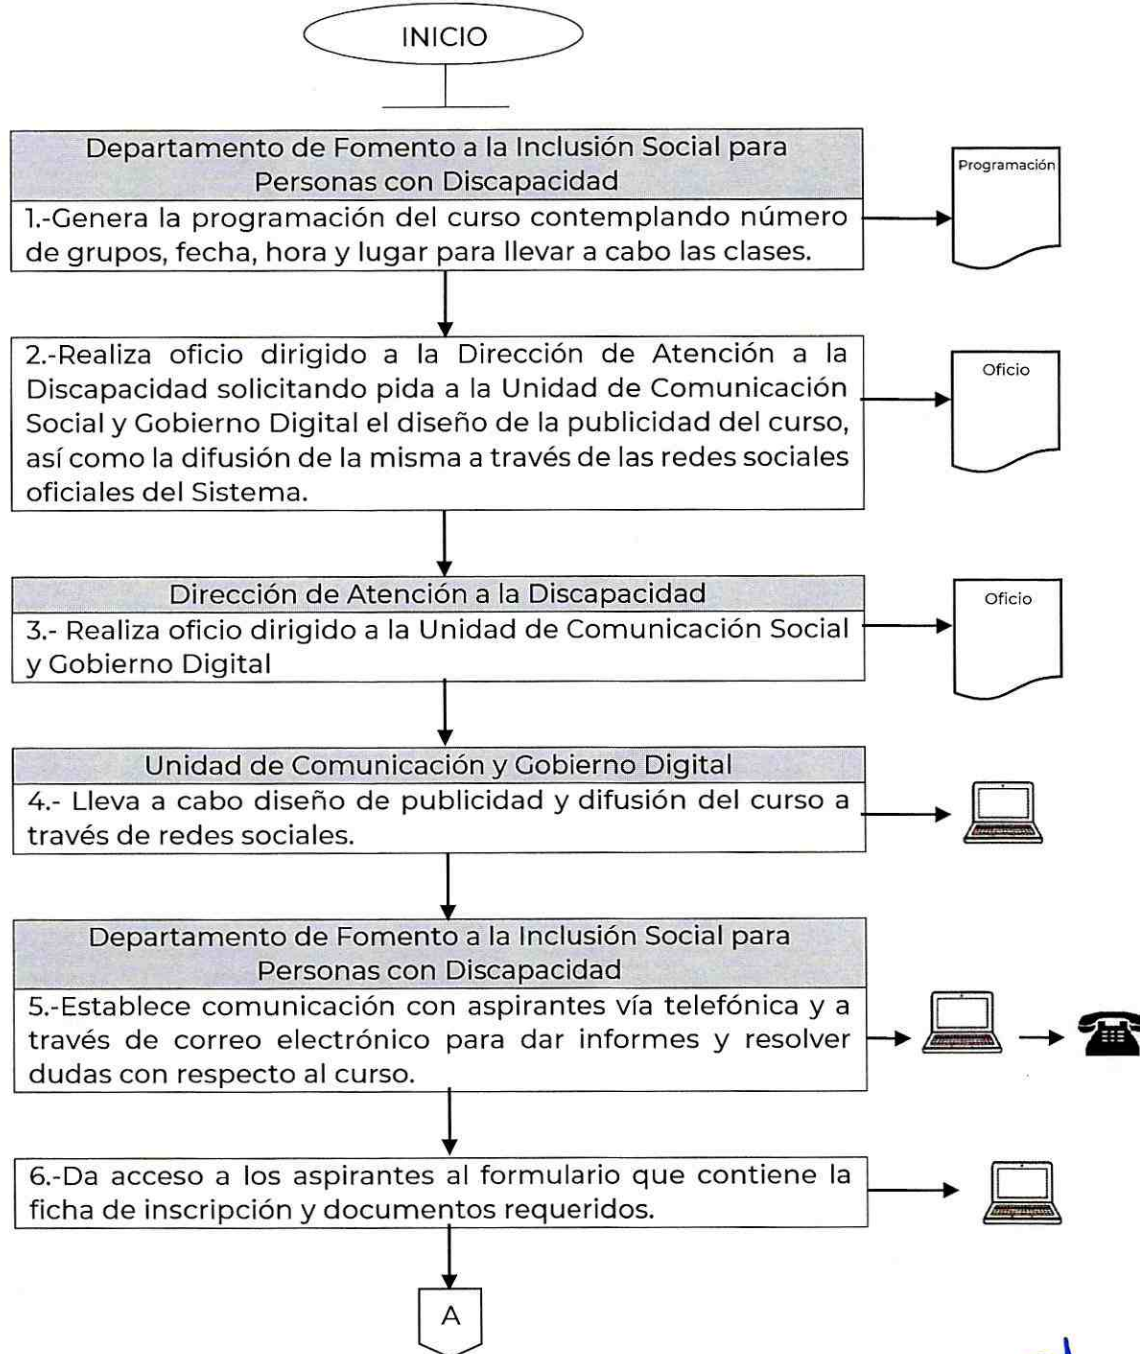 INICIO
Departamento de Fomento a la Inclusión Social para
Personas con Discapacidad
1.-Genera la programación del curso contemplando número
de grupos, fecha, hora y lugar para llevar a cabo las clases.
Programación
2.-Realiza oficio dirigido a la Dirección de Atención a la
Discapacidad solicitando pida a la Unidad de Comunicación
Social y Gobierno Digital el diseño de la publicidad del curso,
así como la difusión de la misma a través de las redes sociales
oficiales del Sistema.
Oficio
Dirección de Atención a la Discapacidad
3.- Realiza oficio dirigido a la Unidad de Comunicación Social
y Gobierno Digital
Oficio
Unidad de Comunicación y Gobierno Digital
4.- Lleva a cabo diseño de publicidad y difusión del curso a
través de redes sociales.
Departamento de Fomento a la Inclusión Social para
Personas con Discapacidad
5.-Establece comunicación con aspirantes vía telefónica y a
través de correo electrónico para dar informes y resolver
dudas con respecto al curso.
6.-Da acceso a los aspirantes al formulario que contiene la
ficha de inscripción y documentos requeridos.
A